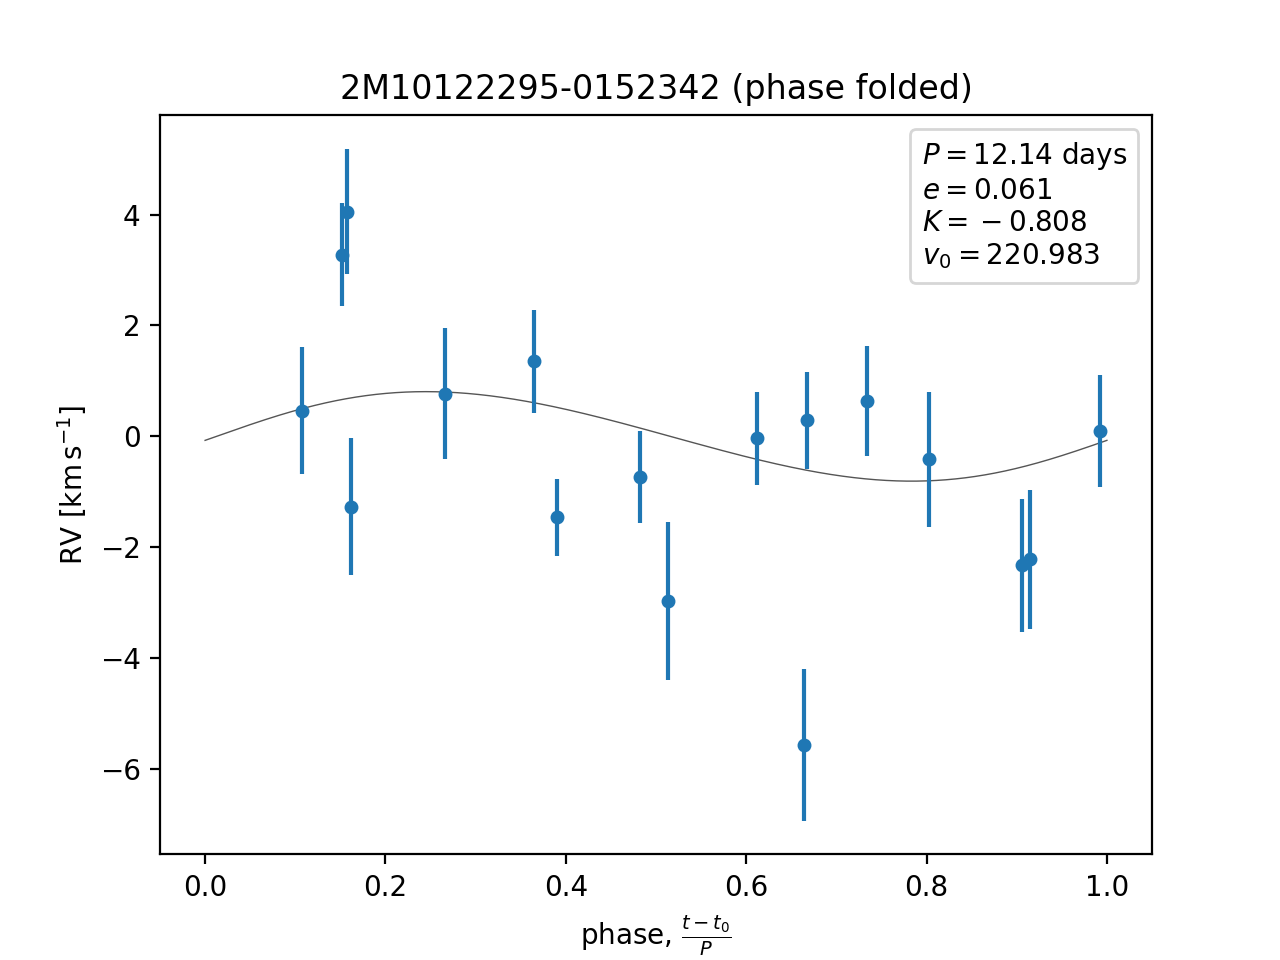 2M10122295-0152342 (phase folded)
P = 12.14 days
e = 0.061
K = −0.808
v₀ = 220.983
4
2
0
−2
−4
−6
RV [km s⁻¹]
0.0 0.2 0.4 0.6 0.8 1.0
phase, (t − t₀)/P